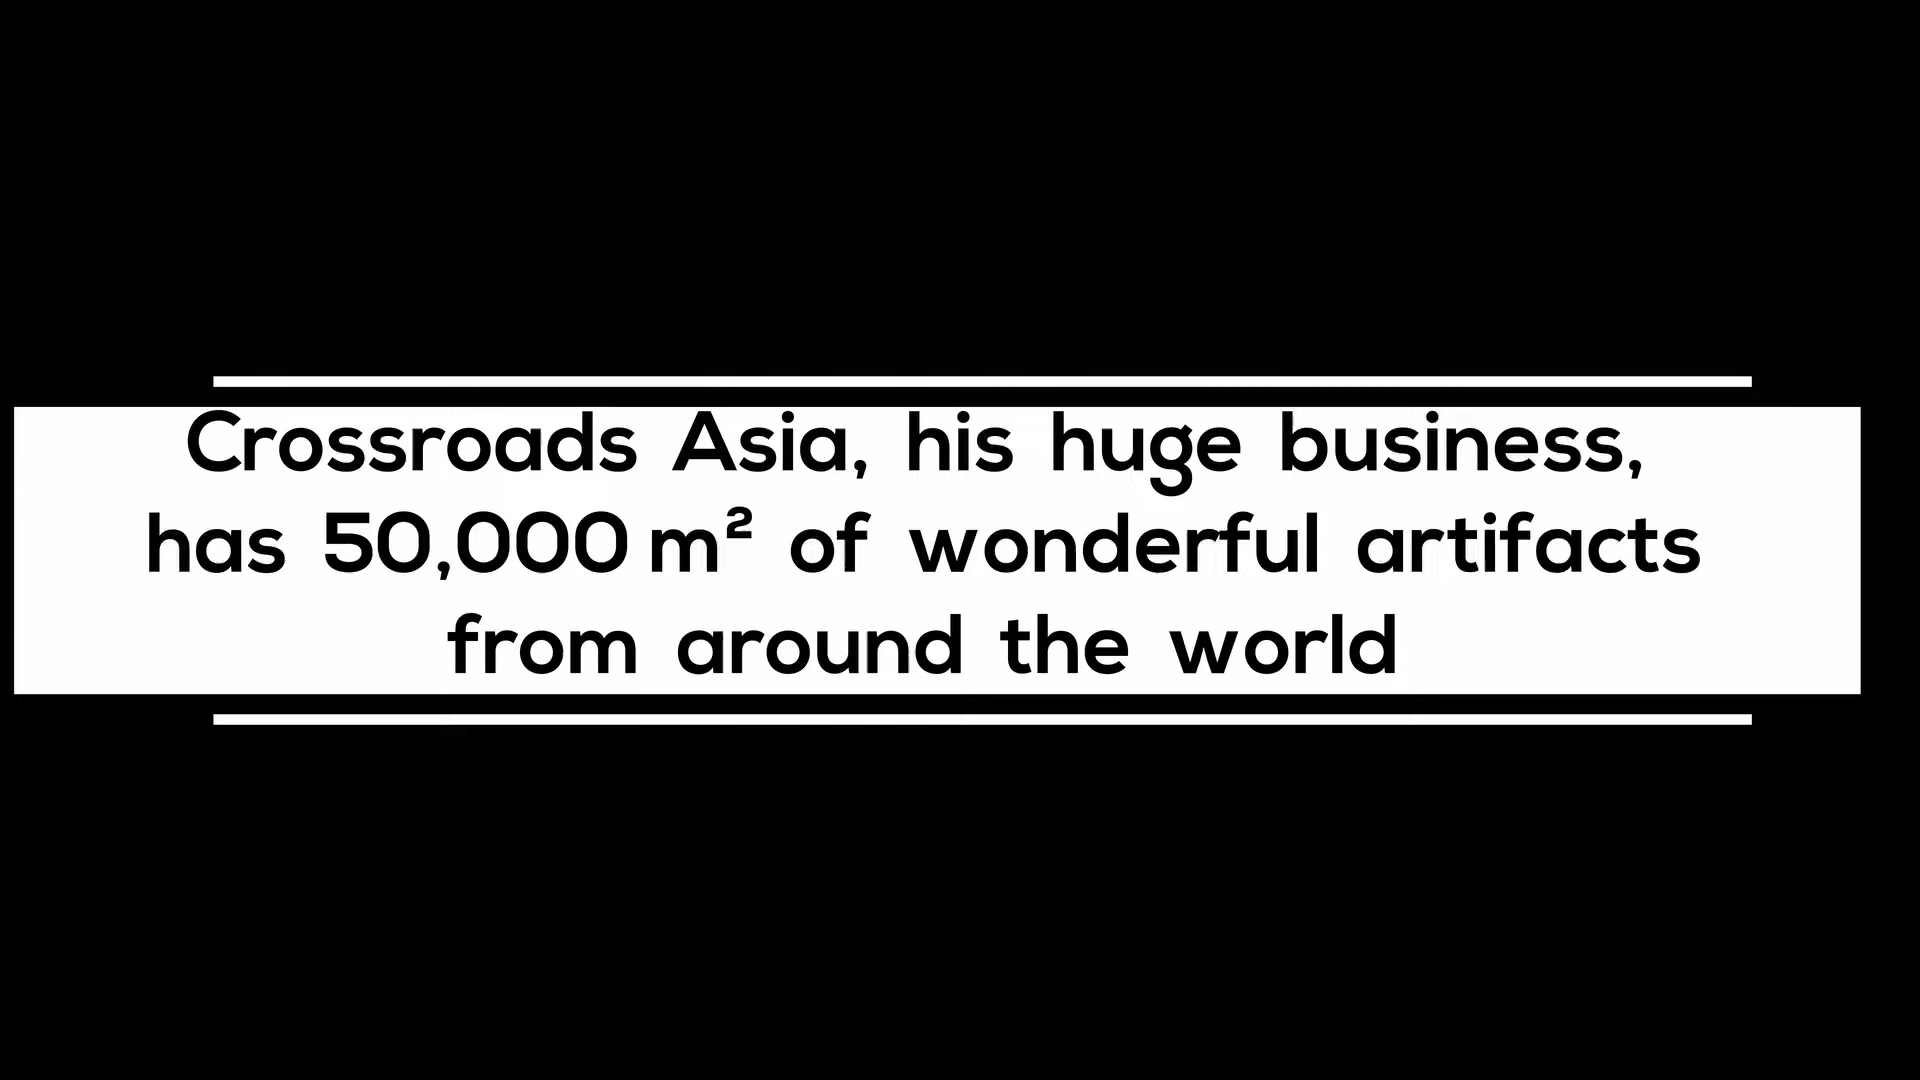 Crossroads Asia, his huge business,
has 50,000 m² of wonderful artifacts
from around the world